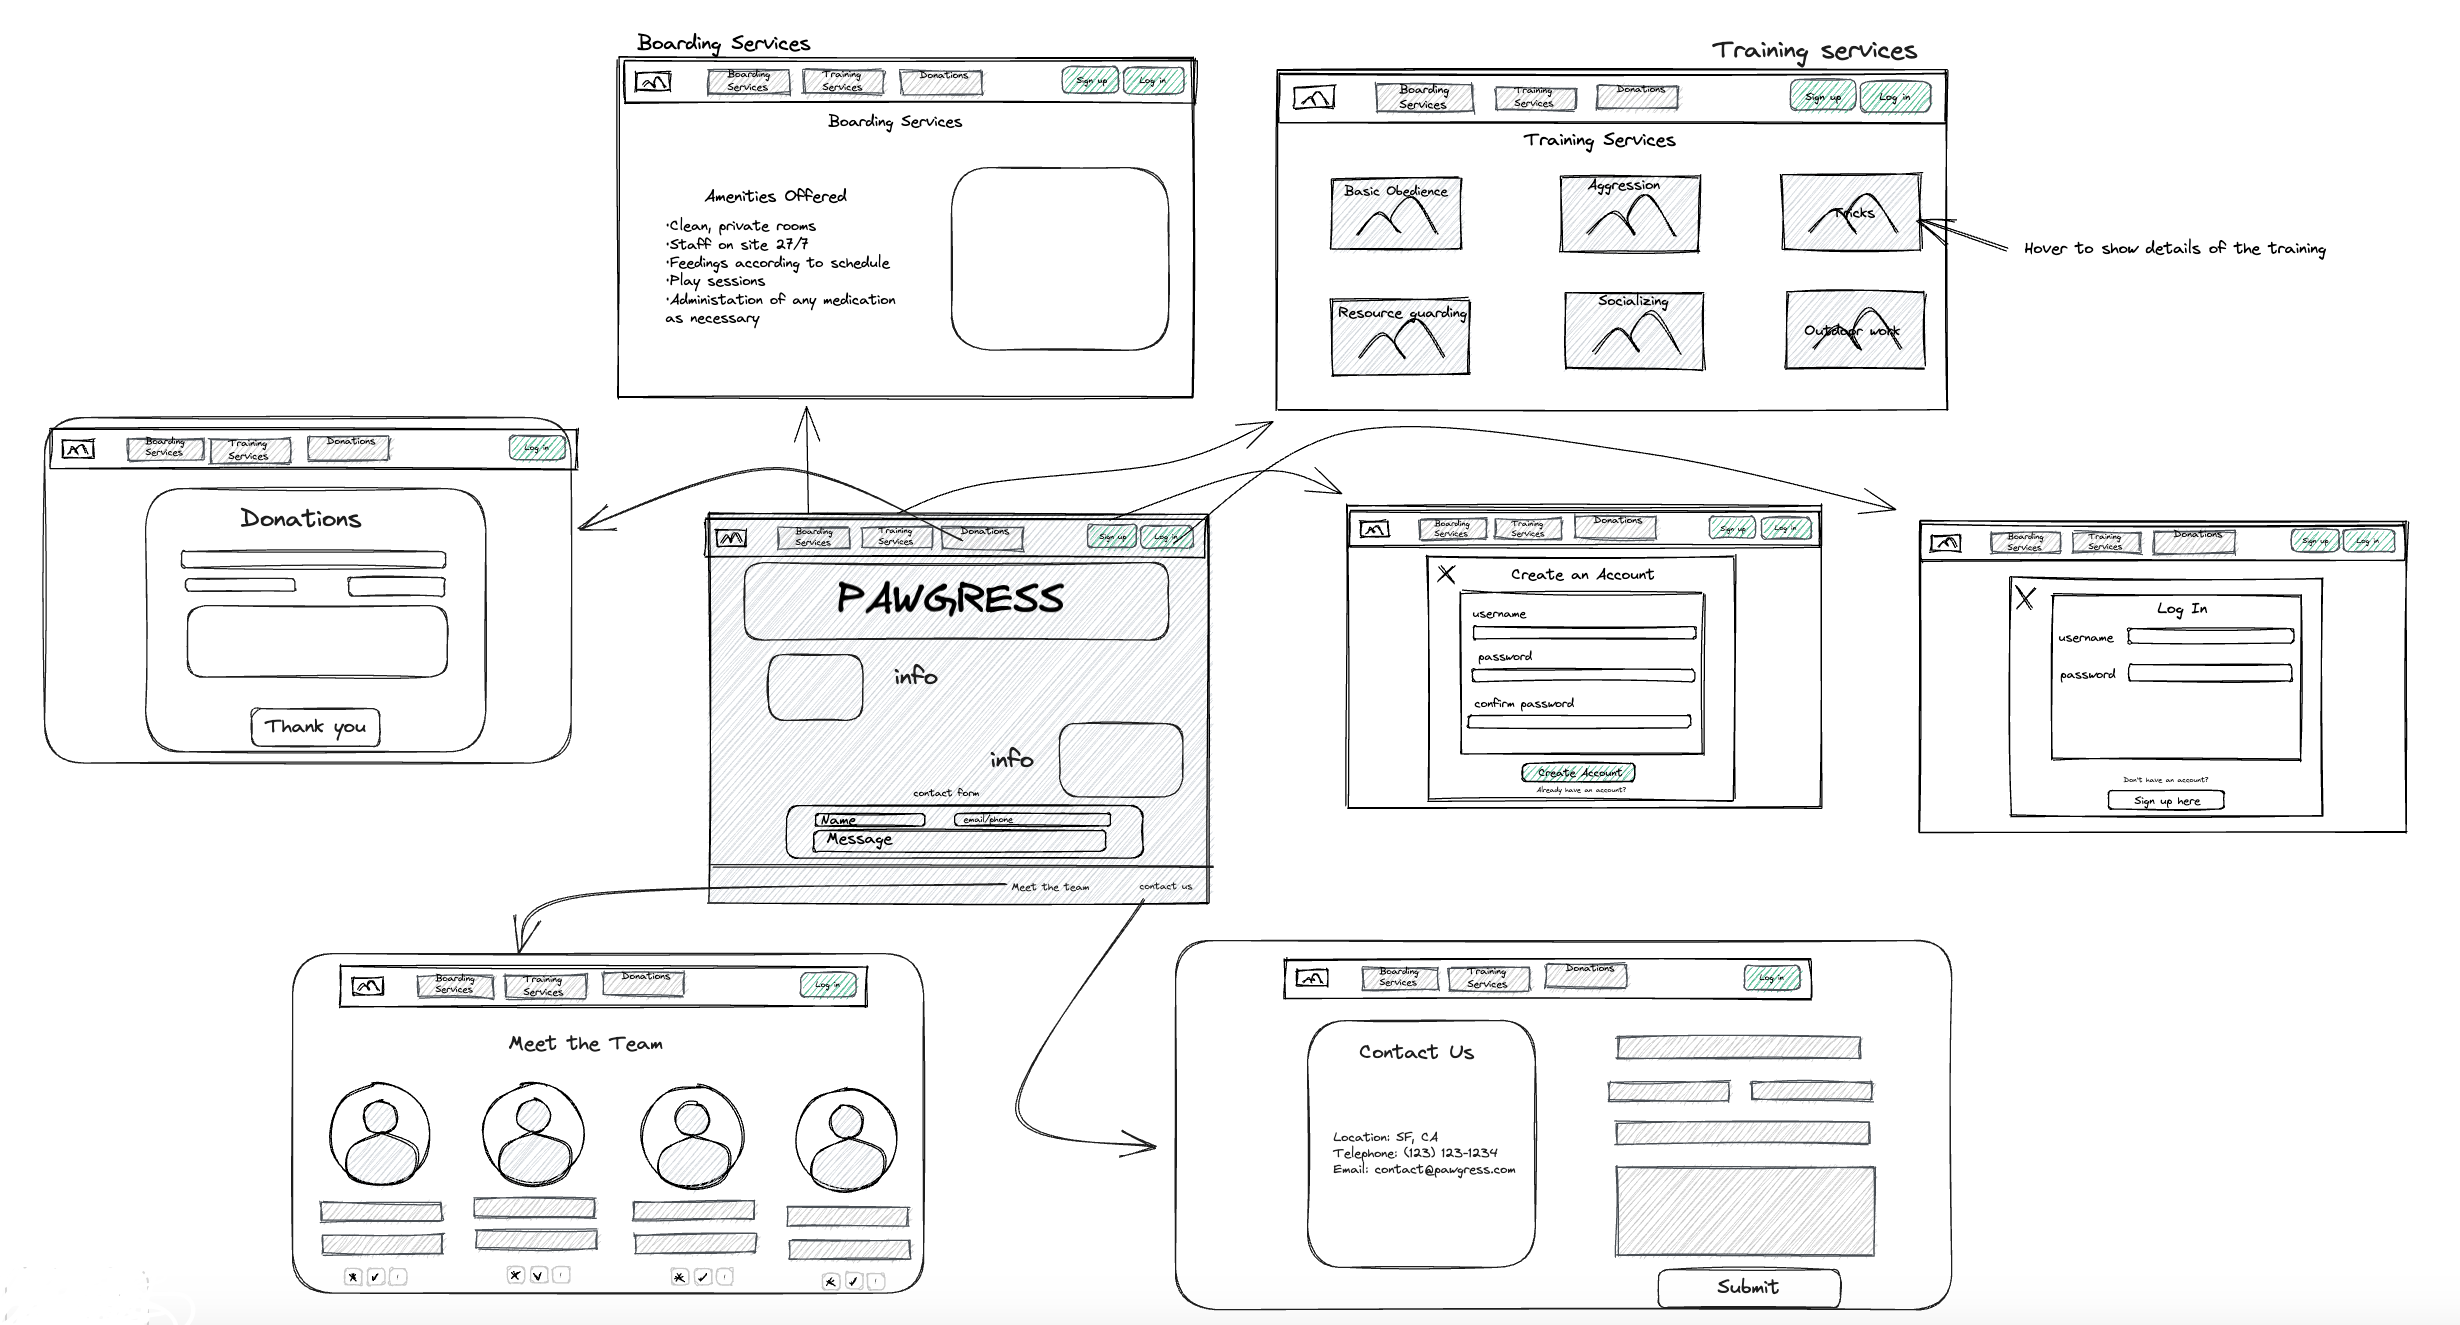 Boarding Services
Boarding
Services
Training
Services
Donations
Sign up
Log in
Boarding Services
Amenities Offered
·Clean, private rooms
·Staff on site 27/7
·Feedings according to schedule
·Play sessions
·Administation of any medication
as necessary
Training services
Boarding
Services
Training
Services
Donations
Sign up
Log in
Training Services
Basic Obedience
Aggression
Tricks
Resource guarding
Socializing
Outdoor work
Hover to show details of the training
Boarding
Services
Training
Services
Donations
Log in
Donations
Thank you
Boarding
Services
Training
Services
Donations
Sign up
Log in
PAWGRESS
info
info
contact form
Name
email/phone
Message
Meet the team
contact us
Boarding
Services
Training
Services
Donations
Sign up
Log in
X
Create an Account
username
password
confirm password
Create Account
Already have an account?
Boarding
Services
Training
Services
Donations
Sign up
Log in
X
Log In
username
password
Don't have an account?
Sign up here
Boarding
Services
Training
Services
Donations
Log in
Meet the Team
Boarding
Services
Training
Services
Donations
Log in
Contact Us
Location: SF, CA
Telephone: (123) 123-1234
Email: contact@pawgress.com
Submit